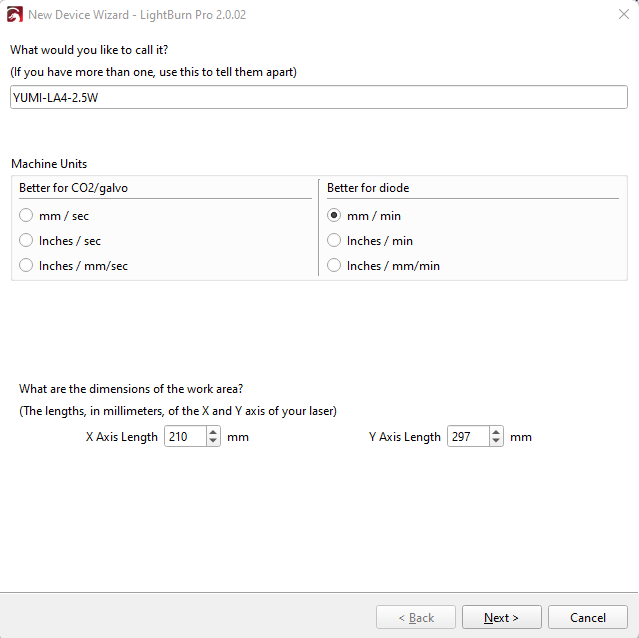 New Device Wizard - LightBurn Pro 2.0.02
What would you like to call it?
(If you have more than one, use this to tell them apart)
YUMI-LA4-2.5W
Machine Units
Better for CO2/galvo
mm / sec
Inches / sec
Inches / mm/sec
Better for diode
mm / min
Inches / min
Inches / mm/min
What are the dimensions of the work area?
(The lengths, in millimeters, of the X and Y axis of your laser)
X Axis Length 210 mm
Y Axis Length 297 mm
< Back
Next >
Cancel